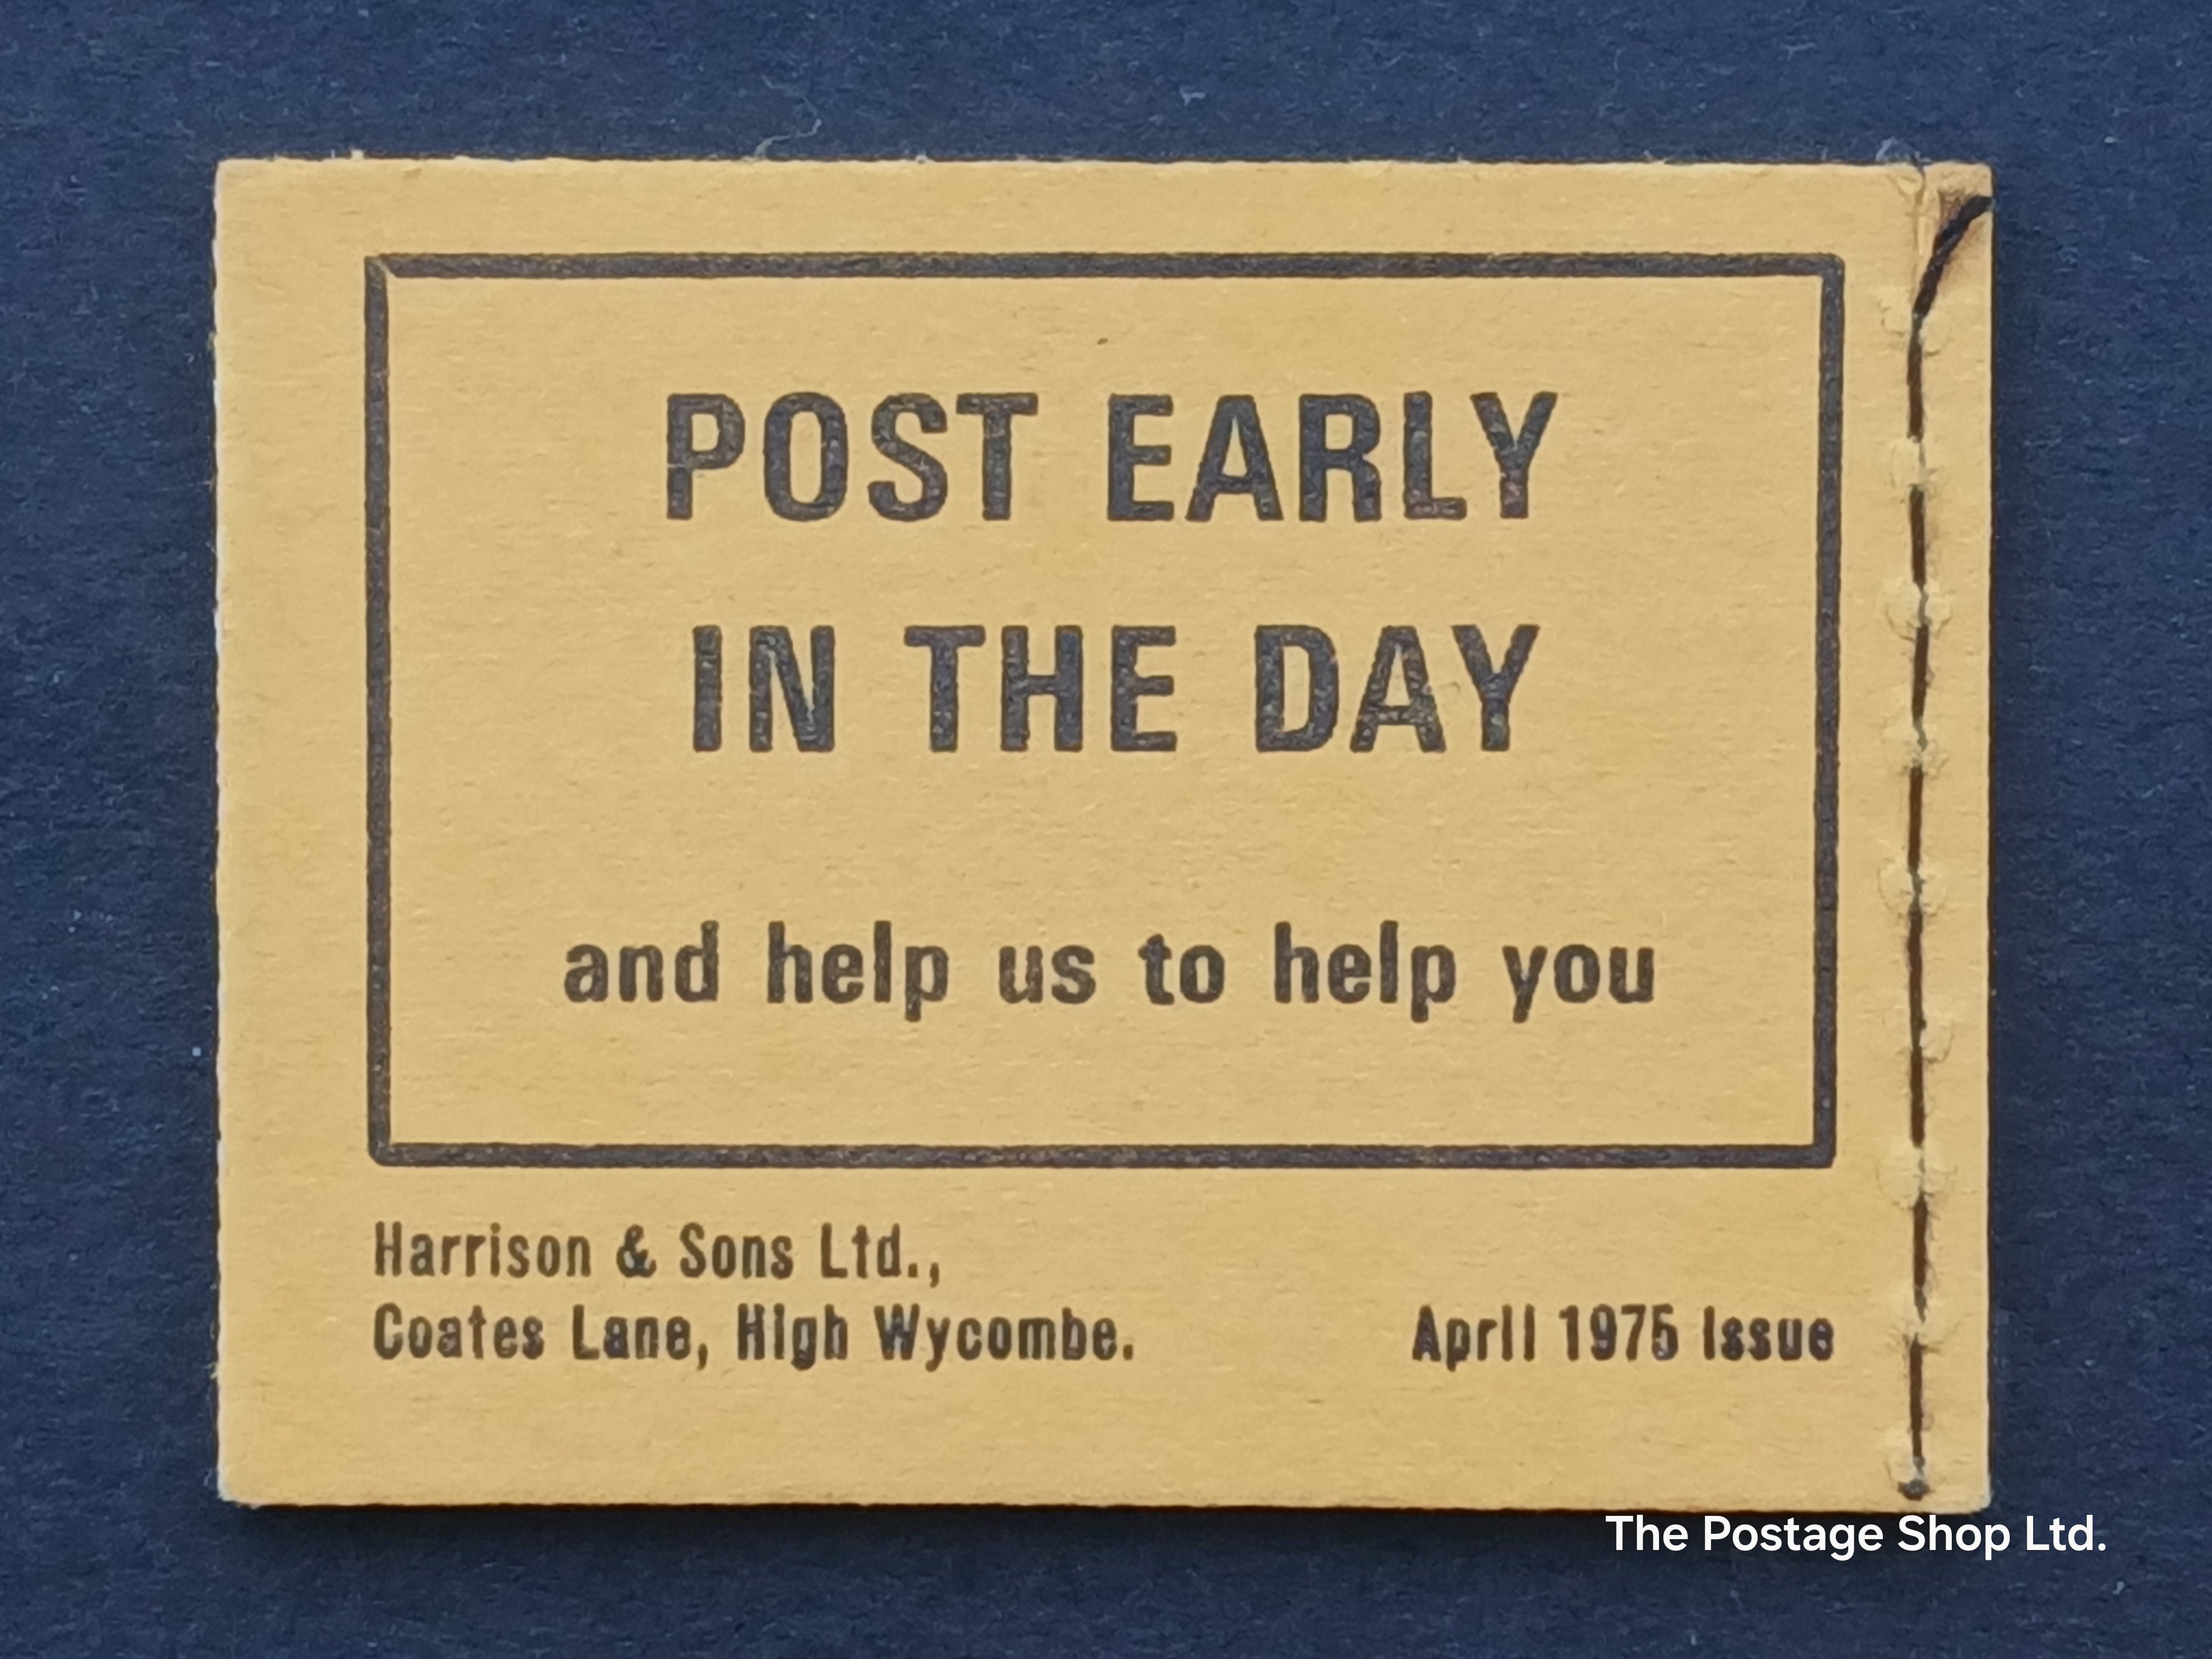 POST EARLY
IN THE DAY
and help us to help you
Harrison & Sons Ltd.,
Coates Lane, High Wycombe.
April 1975 Issue
The Postage Shop Ltd.